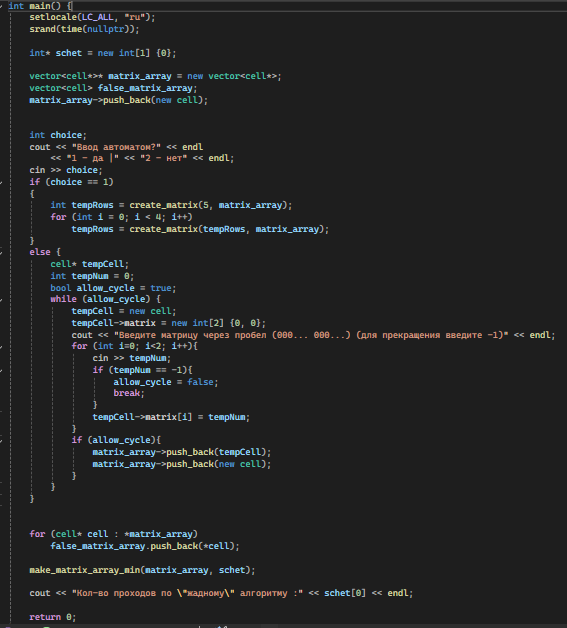 int main() {
setlocale(LC_ALL, "ru");
srand(time(nullptr));
int* schet = new int[1] {0};
vector<cell*>* matrix_array = new vector<cell*>;
vector<cell> false_matrix_array;
matrix_array->push_back(new cell);
int choice;
cout << "Ввод автоматом?" << endl
<< "1 - да |" << "2 - нет" << endl;
cin >> choice;
if (choice == 1)
{
int tempRows = create_matrix(5, matrix_array);
for (int i = 0; i < 4; i++)
tempRows = create_matrix(tempRows, matrix_array);
}
else {
cell* tempCell;
int tempNum = 0;
bool allow_cycle = true;
while (allow_cycle) {
tempCell = new cell;
tempCell->matrix = new int[2] {0, 0};
cout << "Введите матрицу через пробел (000... 000...) (для прекращения введите -1)" << endl;
for (int i=0; i<2; i++){
cin >> tempNum;
if (tempNum == -1){
allow_cycle = false;
break;
}
tempCell->matrix[i] = tempNum;
}
if (allow_cycle){
matrix_array->push_back(tempCell);
matrix_array->push_back(new cell);
}
}
}
for (cell* cell : *matrix_array)
false_matrix_array.push_back(*cell);
make_matrix_array_min(matrix_array, schet);
cout << "Кол-во проходов по \"жадному\" алгоритму :" << schet[0] << endl;
return 0;